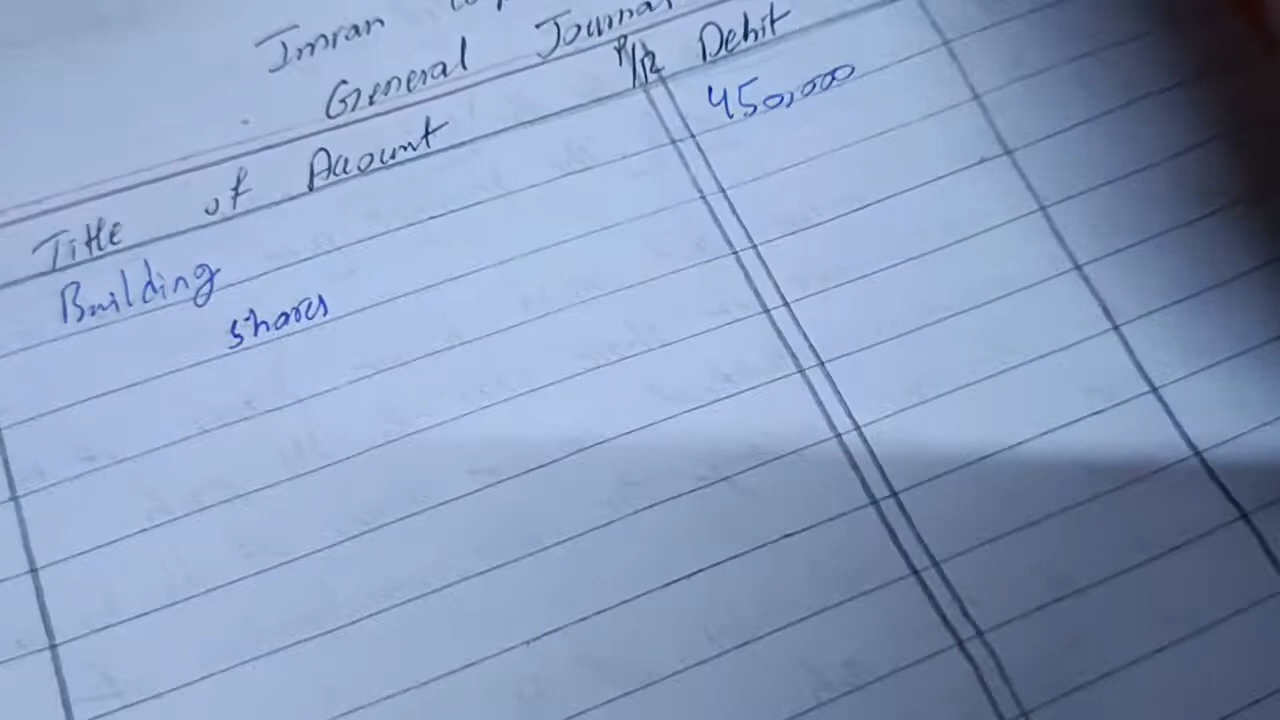 Imran
General Journal
Title of Account P/R Debit
Building 450,000
shares